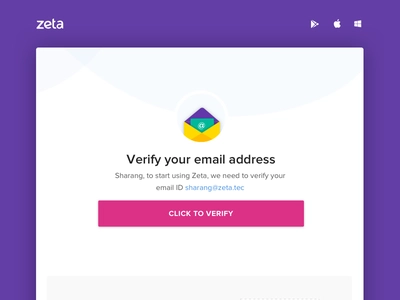 zeta
@
Verify your email address
Sharang, to start using Zeta, we need to verify your
email ID sharang@zeta.tec
CLICK TO VERIFY